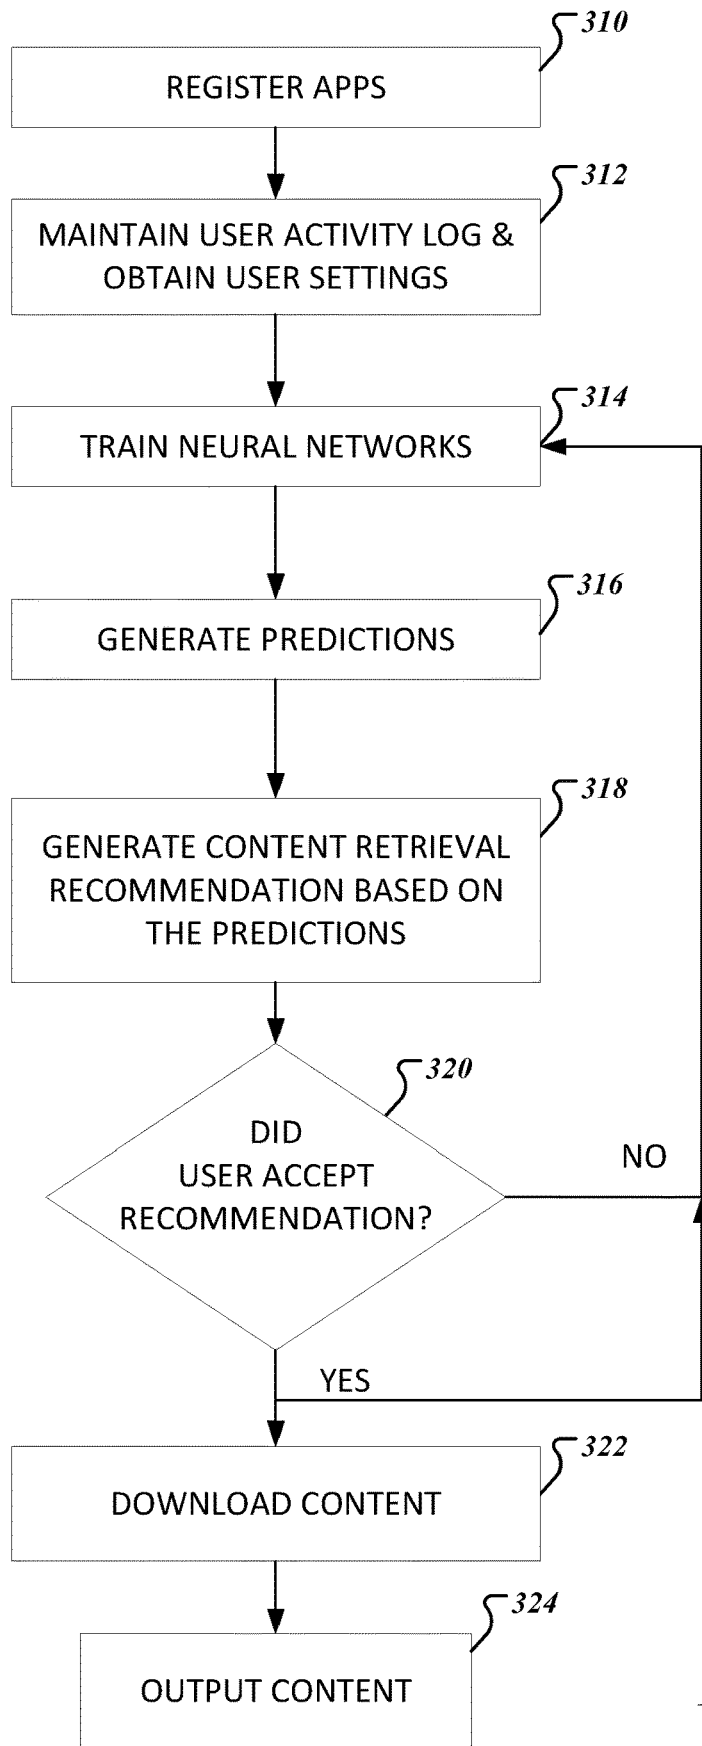 310
REGISTER APPS
312
MAINTAIN USER ACTIVITY LOG &
OBTAIN USER SETTINGS
314
TRAIN NEURAL NETWORKS
316
GENERATE PREDICTIONS
318
GENERATE CONTENT RETRIEVAL
RECOMMENDATION BASED ON
THE PREDICTIONS
320
DID
USER ACCEPT
RECOMMENDATION?
NO
YES
322
DOWNLOAD CONTENT
324
OUTPUT CONTENT